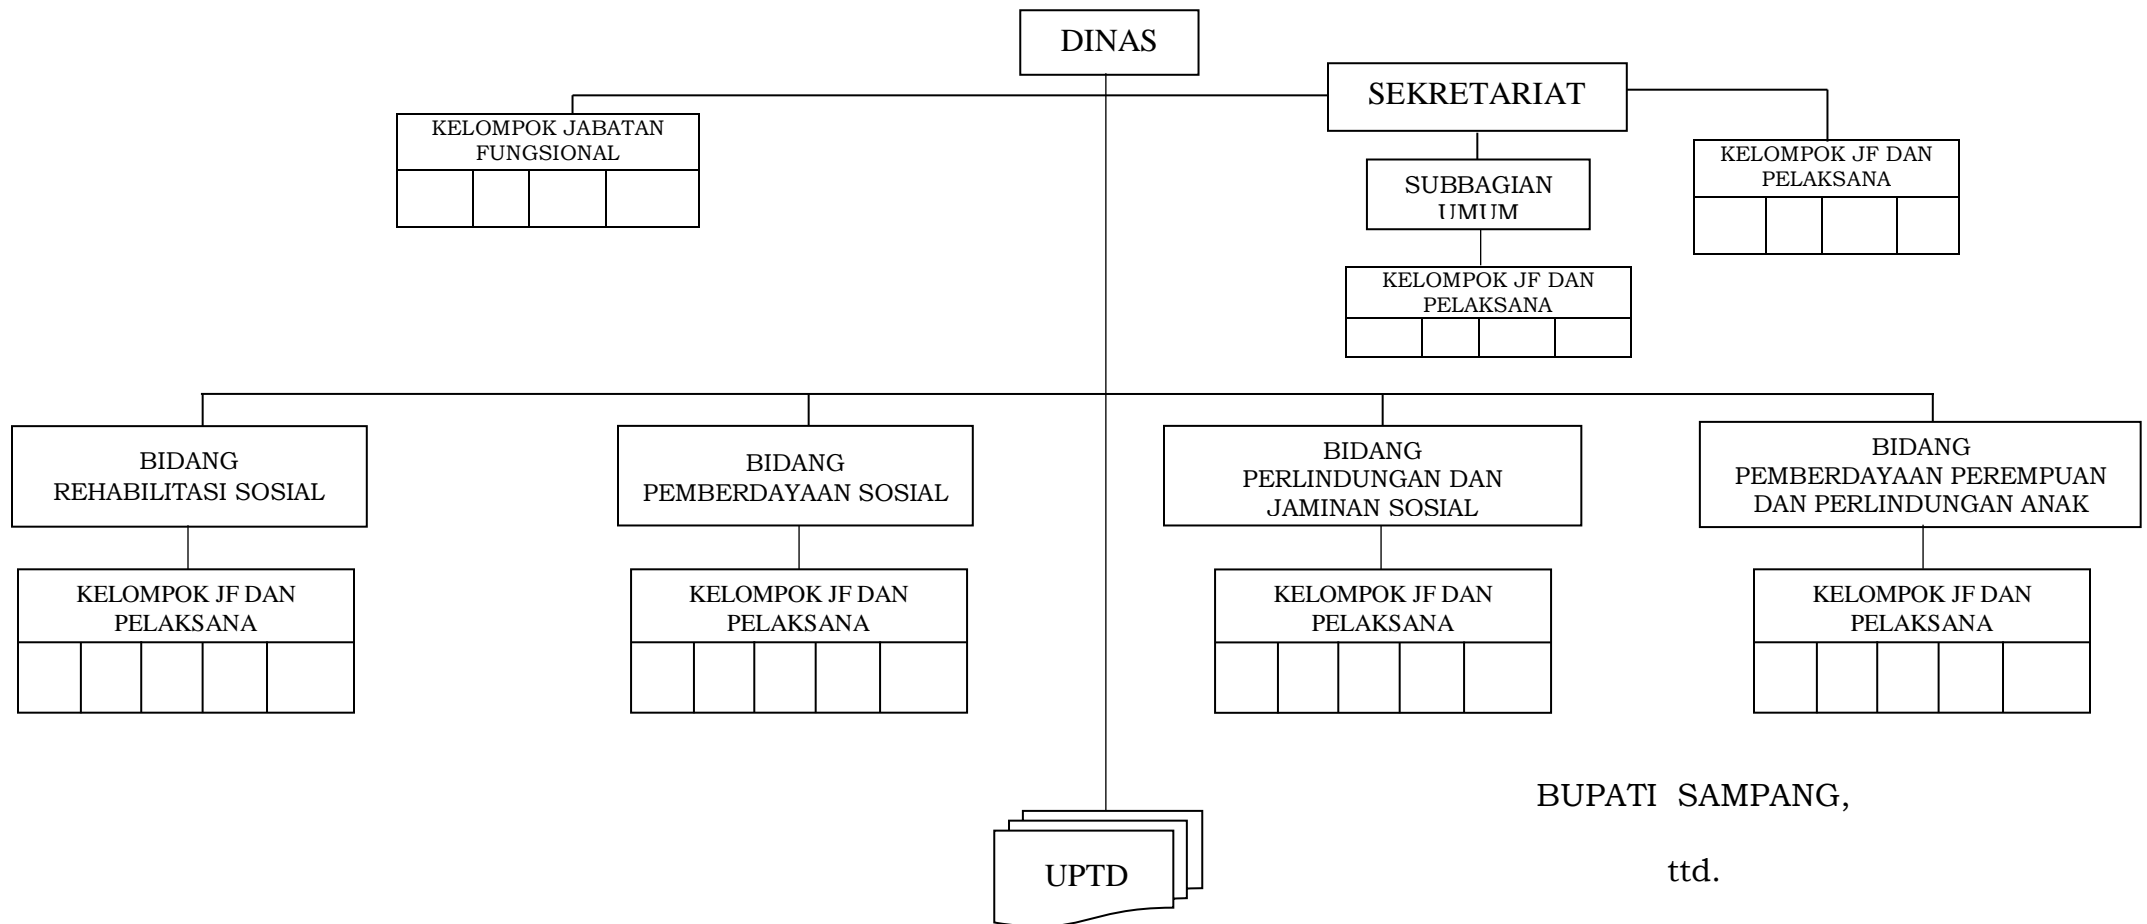 DINAS
SEKRETARIAT
KELOMPOK JABATAN
FUNGSIONAL
KELOMPOK JF DAN
PELAKSANA
SUBBAGIAN
UMUM
KELOMPOK JF DAN
PELAKSANA
BIDANG
REHABILITASI SOSIAL
BIDANG
PEMBERDAYAAN SOSIAL
BIDANG
PERLINDUNGAN DAN
JAMINAN SOSIAL
BIDANG
PEMBERDAYAAN PEREMPUAN
DAN PERLINDUNGAN ANAK
KELOMPOK JF DAN
PELAKSANA
KELOMPOK JF DAN
PELAKSANA
KELOMPOK JF DAN
PELAKSANA
KELOMPOK JF DAN
PELAKSANA
BUPATI SAMPANG,
ttd.
UPTD